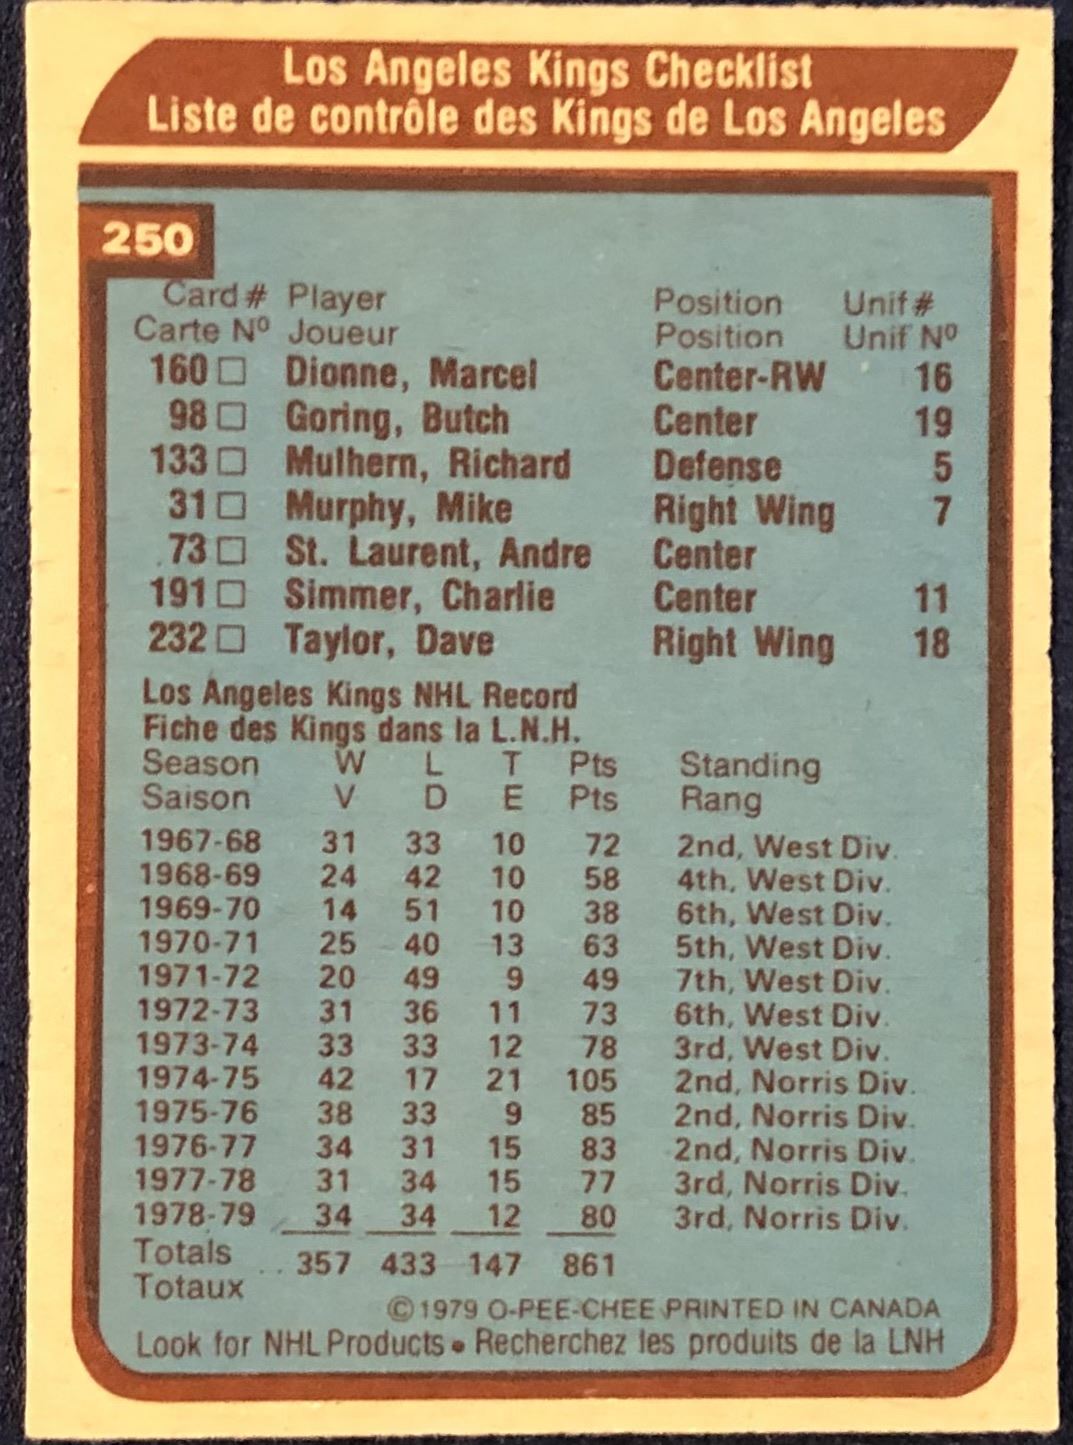 Los Angeles Kings Checklist
Liste de contrôle des Kings de Los Angeles
250
Card # Player Position Unif #
Carte Nº Joueur Position Unif Nº
160 □ Dionne, Marcel Center-RW 16
98 □ Goring, Butch Center 19
133 □ Mulhern, Richard Defense 5
31 □ Murphy, Mike Right Wing 7
73 □ St. Laurent, Andre Center
191 □ Simmer, Charlie Center 11
232 □ Taylor, Dave Right Wing 18
Los Angeles Kings NHL Record
Fiche des Kings dans la L.N.H.
Season W L T Pts Standing
Saison V D E Pts Rang
1967-68 31 33 10 72 2nd, West Div.
1968-69 24 42 10 58 4th, West Div.
1969-70 14 51 10 38 6th, West Div.
1970-71 25 40 13 63 5th, West Div.
1971-72 20 49 9 49 7th, West Div.
1972-73 31 36 11 73 6th, West Div.
1973-74 33 33 12 78 3rd, West Div.
1974-75 42 17 21 105 2nd, Norris Div.
1975-76 38 33 9 85 2nd, Norris Div.
1976-77 34 31 15 83 2nd, Norris Div.
1977-78 31 34 15 77 3rd, Norris Div.
1978-79 34 34 12 80 3rd, Norris Div.
Totals .. 357 433 147 861
Totaux
© 1979 O-PEE-CHEE PRINTED IN CANADA
Look for NHL Products • Recherchez les produits de la LNH